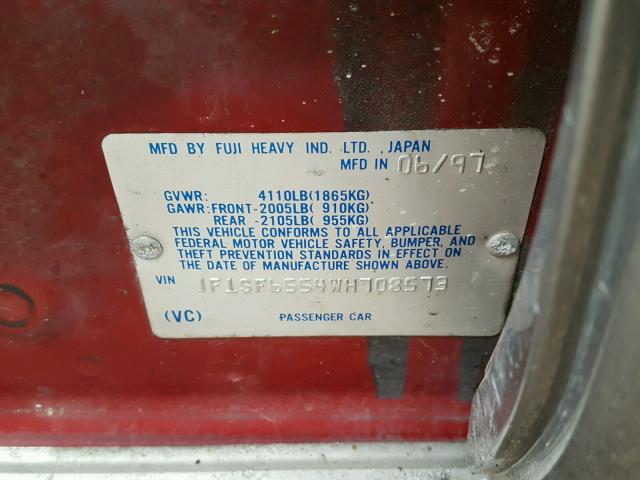 MFD BY FUJI HEAVY IND. LTD. ,JAPAN
MFD IN 06/97
GVWR: 4110LB(1865KG)
GAWR:FRONT-2005LB( 910KG)
REAR -2105LB( 955KG)
THIS VEHICLE CONFORMS TO ALL APPLICABLE
FEDERAL MOTOR VEHICLE SAFETY, BUMPER, AND
THEFT PREVENTION STANDARDS IN EFFECT ON
THE DATE OF MANUFACTURE SHOWN ABOVE.
VIN JF1SF6554WH708573
(VC) PASSENGER CAR